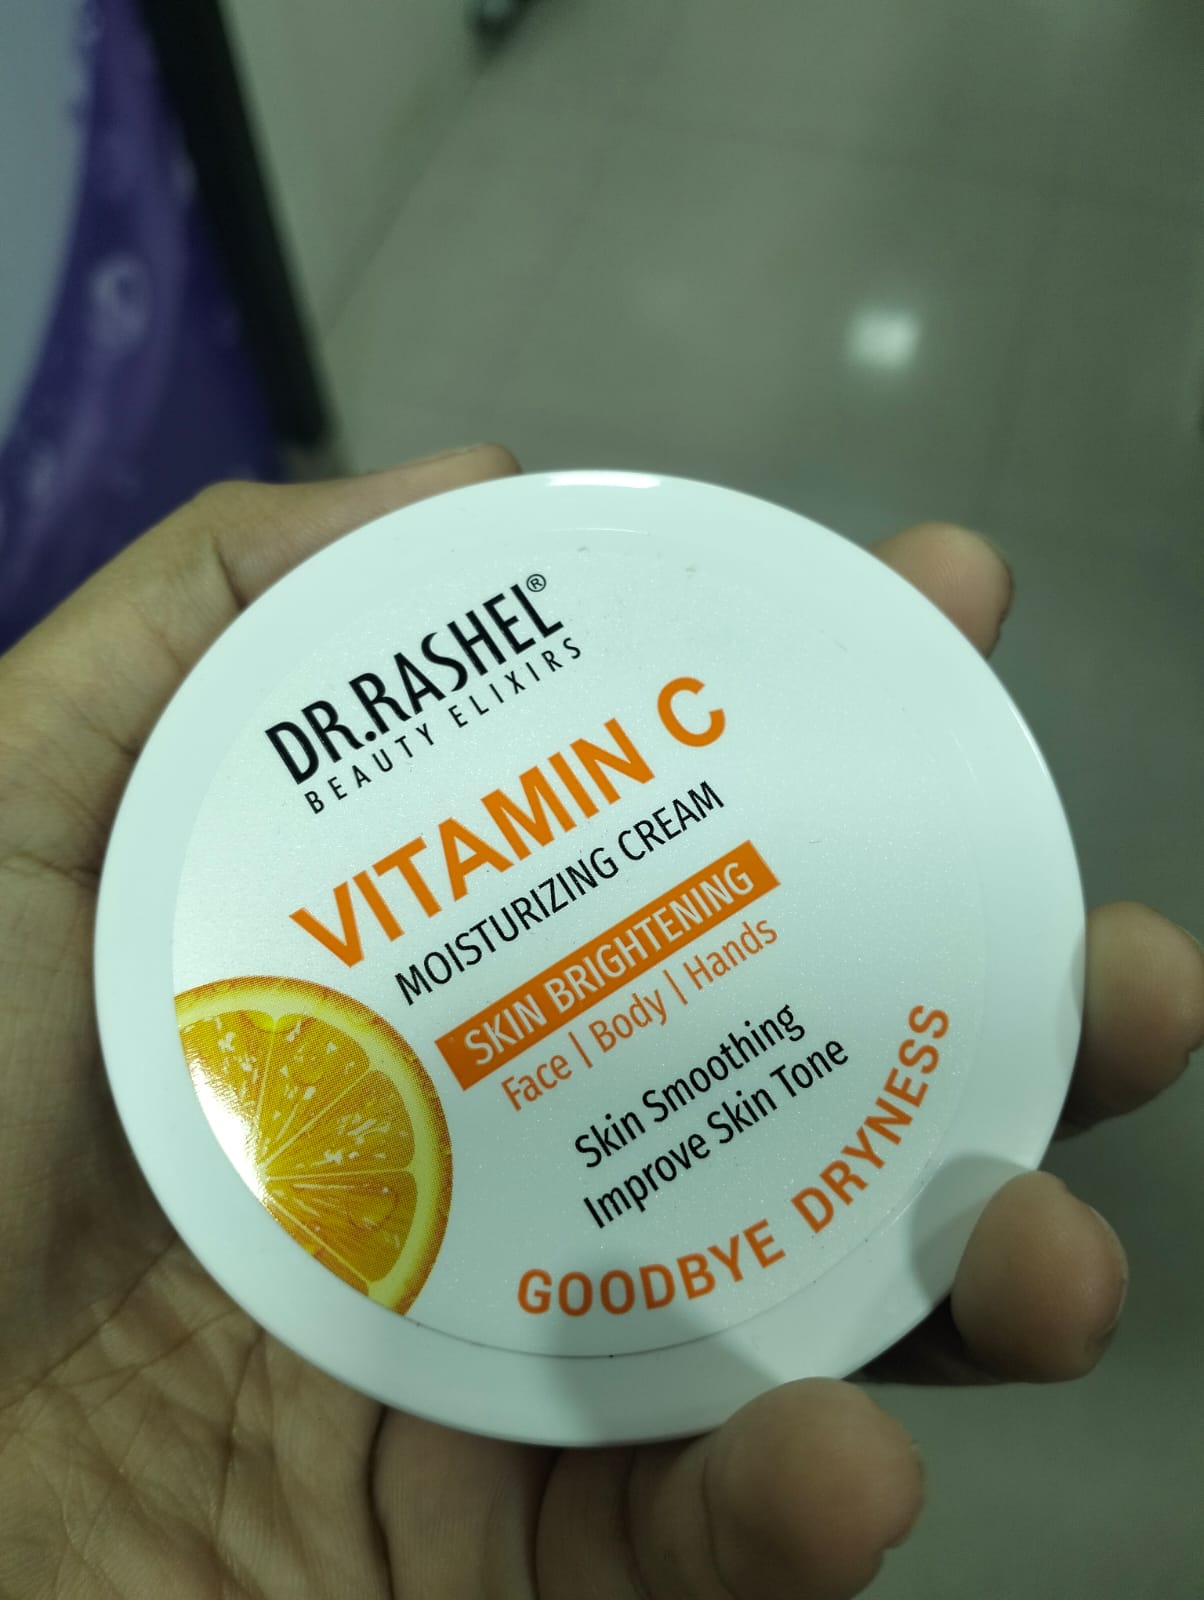 DR.RASHEL®
BEAUTY ELIXIRS
VITAMIN C
MOISTURIZING CREAM
SKIN BRIGHTENING
Face | Body | Hands
Skin Smoothing
Improve Skin Tone
GOODBYE DRYNESS